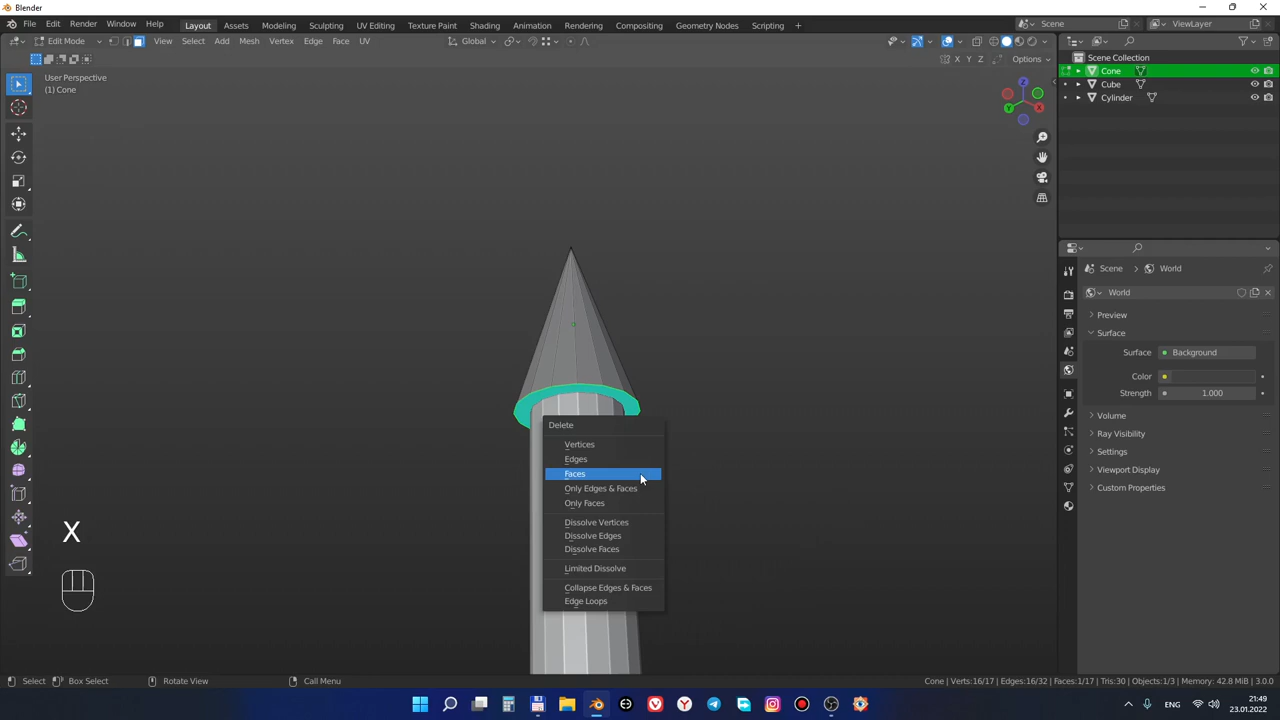 Blender
File Edit Render Window Help Layout Assets Modeling Sculpting UV Editing Texture Paint Shading Animation Rendering Compositing Geometry Nodes Scripting + Scene ViewLayer
Edit Mode View Select Add Mesh Vertex Edge Face UV Global
X Y Z Options
User Perspective
(1) Cone
Scene Collection
Cone
Cube
Cylinder
Z
X
Y
Scene World
World
Preview
Surface
Surface Background
Color
Strength 1.000
Volume
Ray Visibility
Settings
Viewport Display
Custom Properties
Delete
Vertices
Edges
Faces
Only Edges & Faces
Only Faces
Dissolve Vertices
Dissolve Edges
Dissolve Faces
Limited Dissolve
Collapse Edges & Faces
Edge Loops
X
Select Box Select Rotate View Call Menu Cone | Verts:16/17 | Edges:16/32 | Faces:1/17 | Tris:30 | Objects:1/3 | Memory: 42.8 MiB | 3.0.0
ENG 21:49
23.01.2022